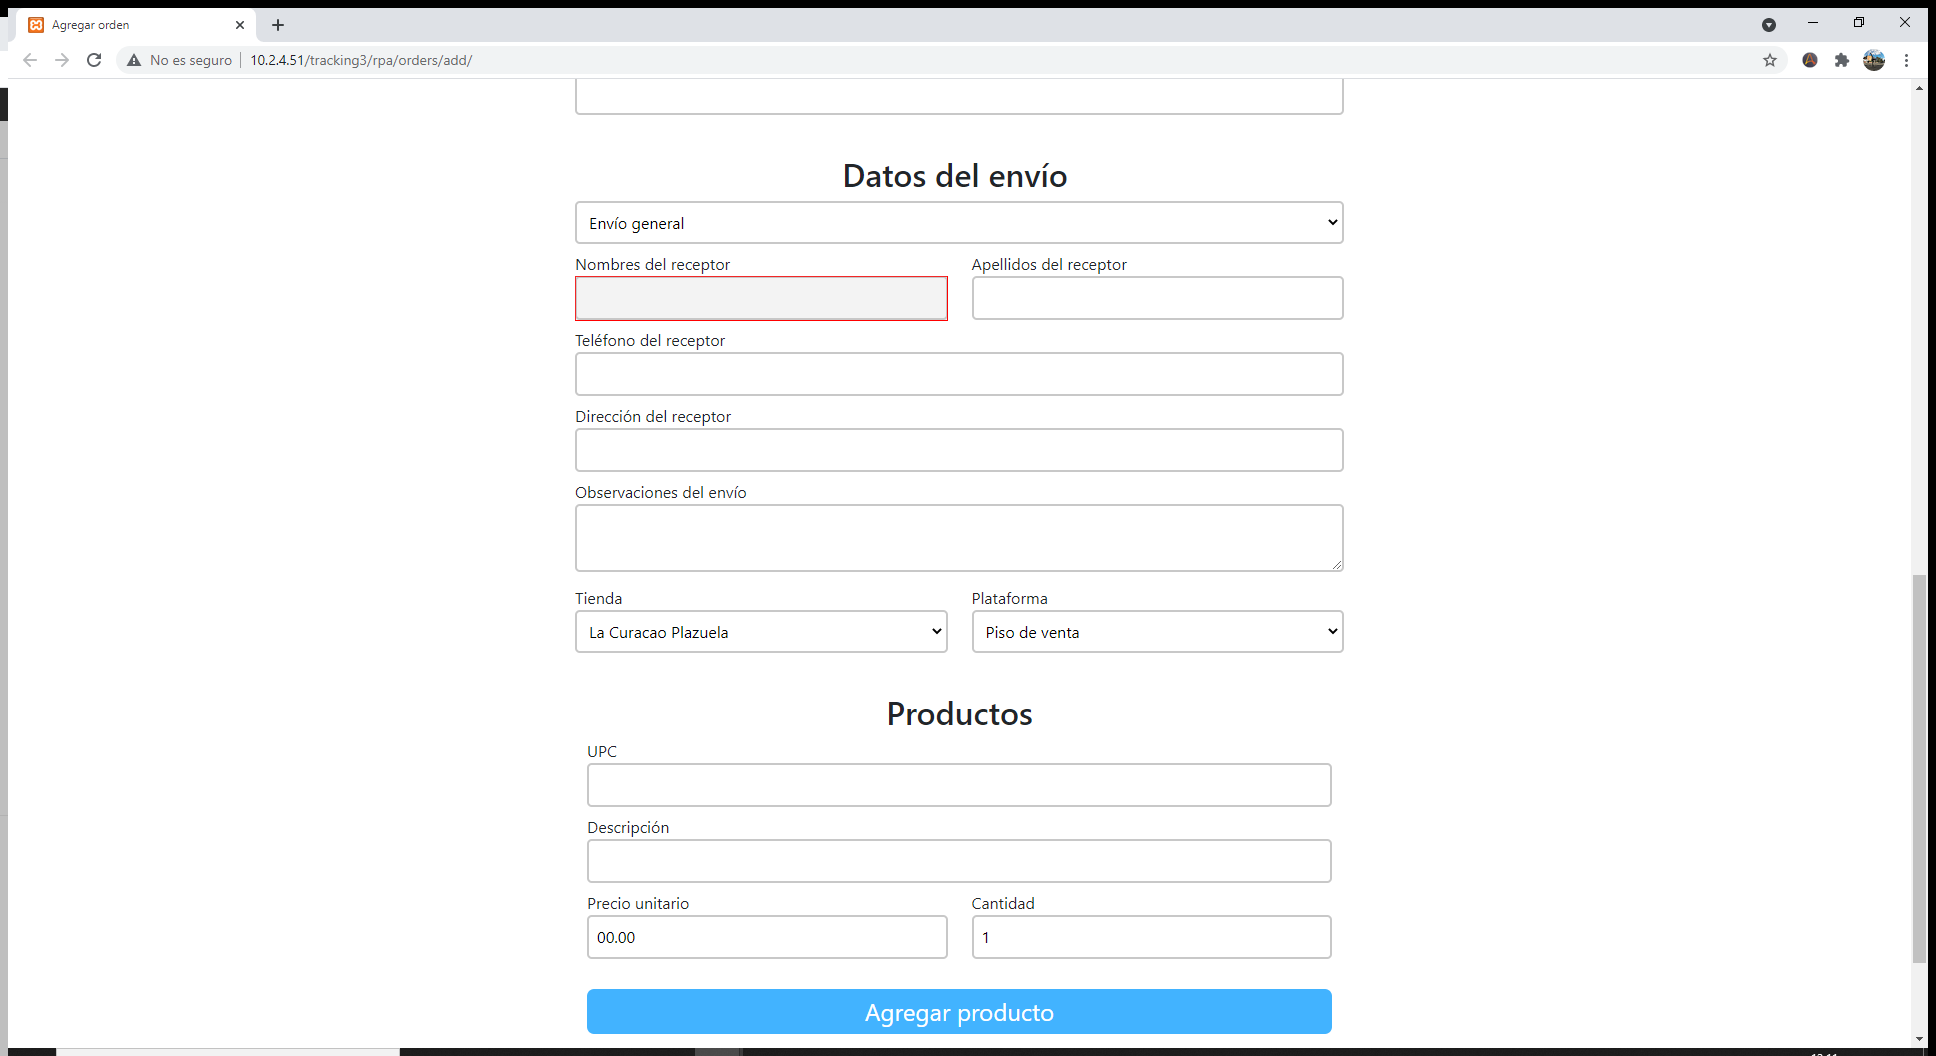 Agregar orden
No es seguro | 10.2.4.51/tracking3/rpa/orders/add/
Datos del envío
Envío general
Nombres del receptor
Apellidos del receptor
Teléfono del receptor
Dirección del receptor
Observaciones del envío
Tienda
Plataforma
La Curacao Plazuela
Piso de venta
Productos
UPC
Descripción
Precio unitario
Cantidad
00.00
1
Agregar producto